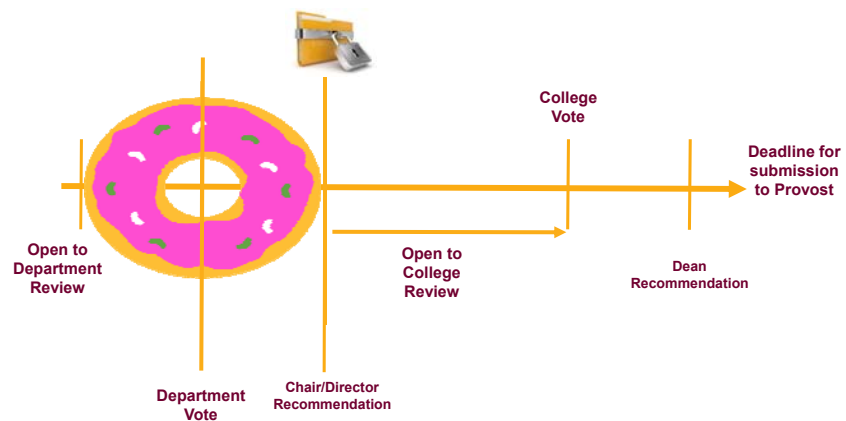 Open to
Department
Review
Department
Vote
Chair/Director
Recommendation
Open to
College
Review
College
Vote
Dean
Recommendation
Deadline for
submission
to Provost